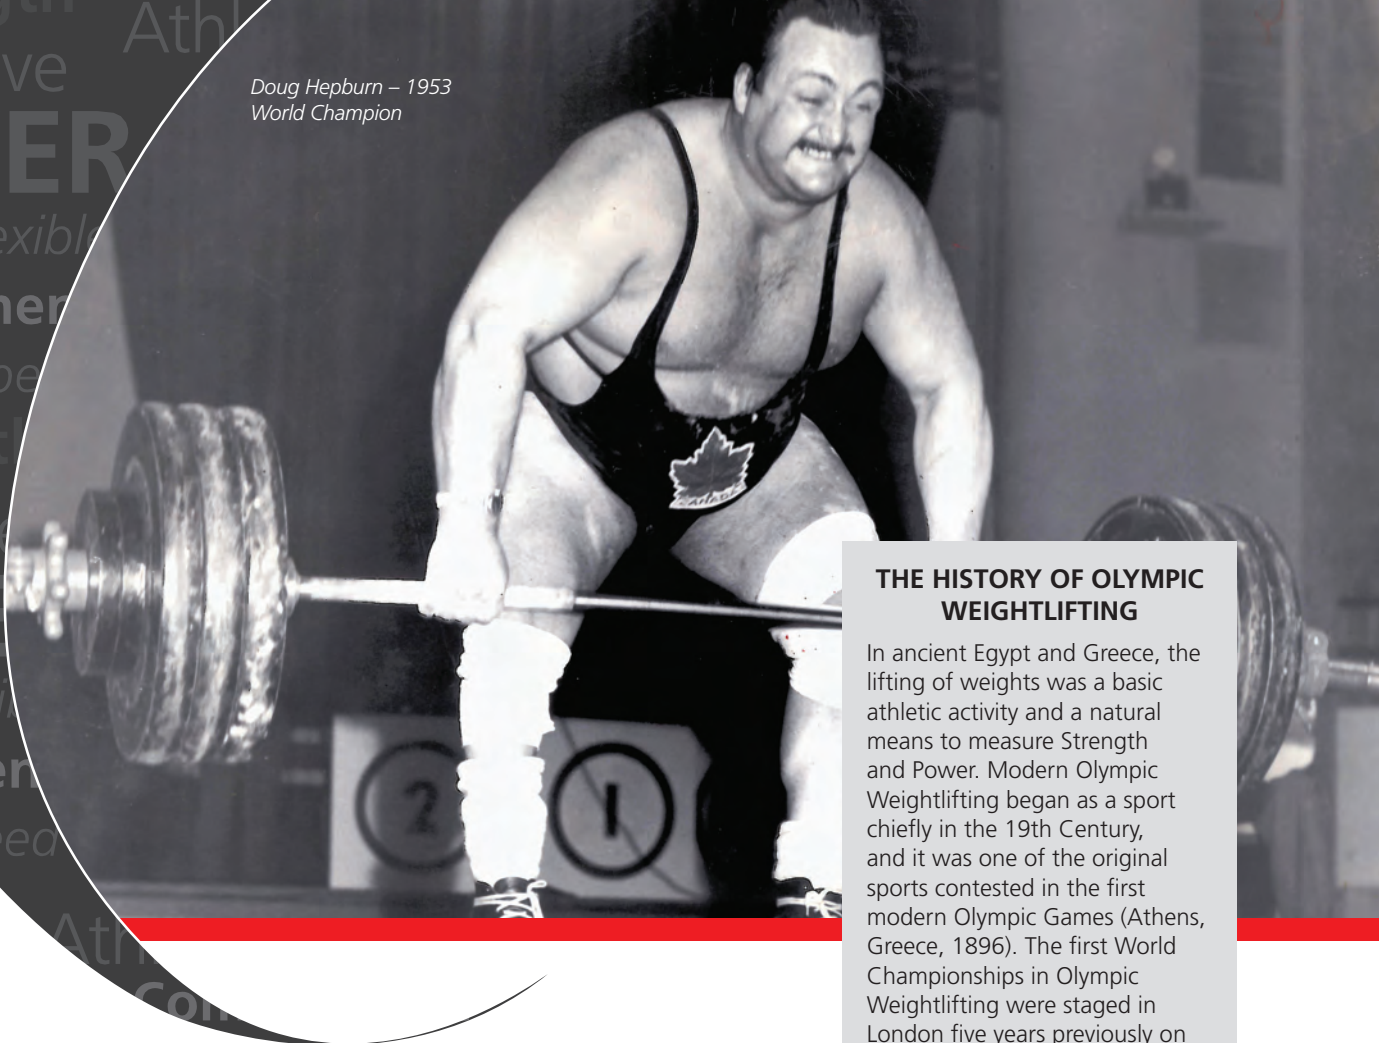 Ath
ve
ER
exible
Doug Hepburn – 1953
World Champion
CANADA
2
1
THE HISTORY OF OLYMPIC
WEIGHTLIFTING
In ancient Egypt and Greece, the
lifting of weights was a basic
athletic activity and a natural
means to measure Strength
and Power. Modern Olympic
Weightlifting began as a sport
chiefly in the 19th Century,
and it was one of the original
sports contested in the first
modern Olympic Games (Athens,
Greece, 1896). The first World
Championships in Olympic
Weightlifting were staged in
London five years previously on
Ath
Con